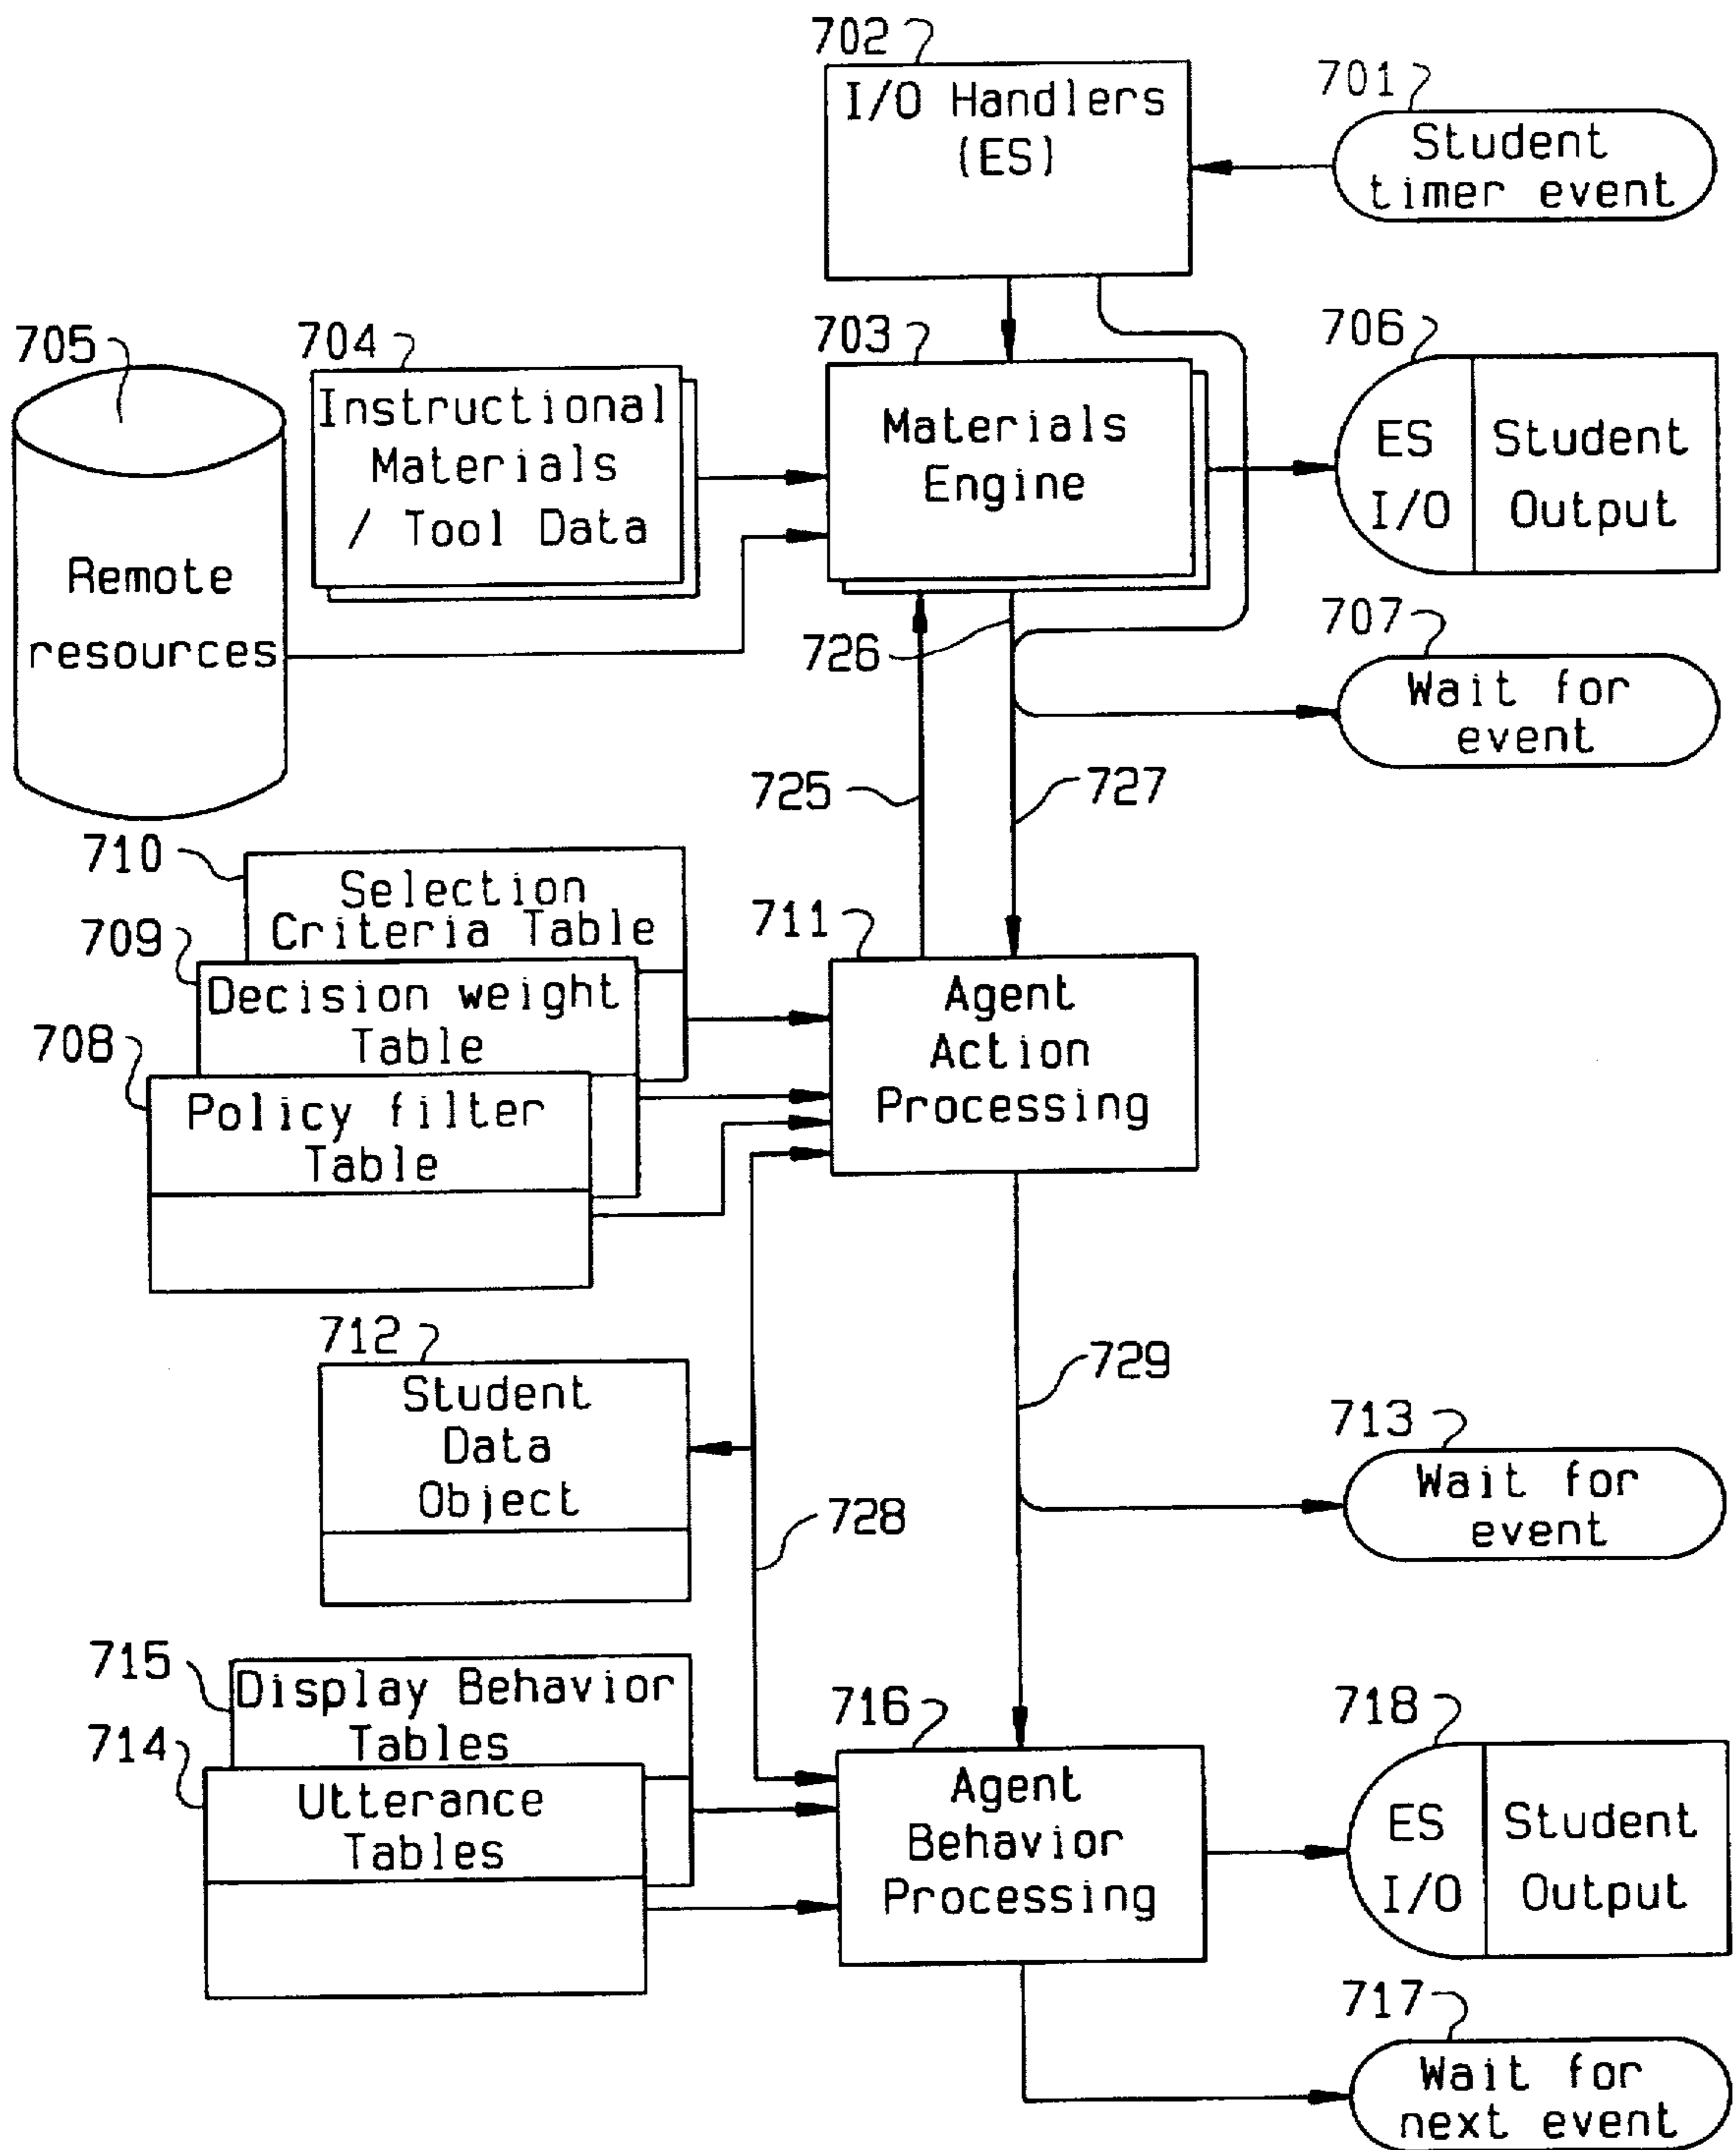 702
I/O Handlers
(ES)
701
Student
timer event
705
Remote
resources
704
Instructional
Materials
/ Tool Data
703
Materials
Engine
706
ES
I/O
Student
Output
726
707
Wait for
event
725
727
710
Selection
Criteria Table
709
Decision weight
Table
708
Policy filter
Table
711
Agent
Action
Processing
712
Student
Data
Object
729
728
713
Wait for
event
715
Display Behavior
Tables
714
Utterance
Tables
716
Agent
Behavior
Processing
718
ES
I/O
Student
Output
717
Wait for
next event